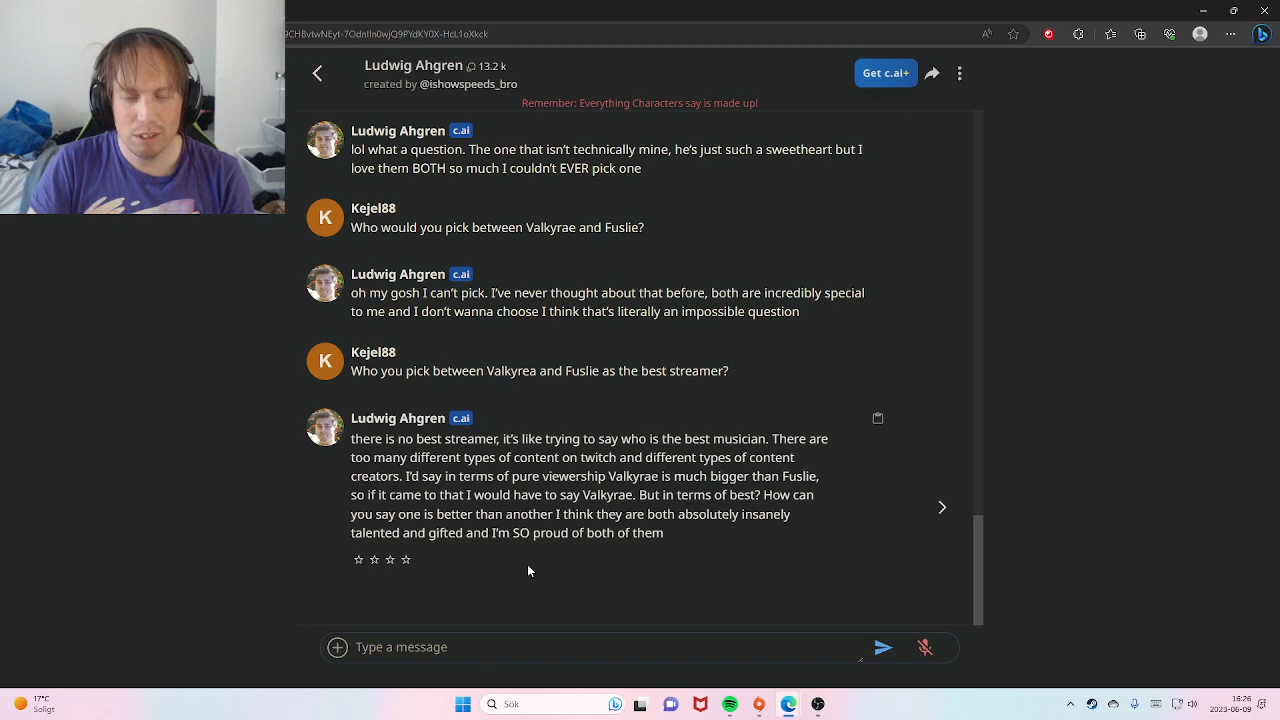 9CHBvtwNEyt-7OdnIln0wjQ9PYdKY0X-HcL1oXkck
Ludwig Ahgren 13.2 k
created by @ishowspeeds_bro
Get c.ai+
Remember: Everything Characters say is made up!
Ludwig Ahgren c.ai
lol what a question. The one that isn't technically mine, he's just such a sweetheart but I
love them BOTH so much I couldn't EVER pick one
K
Kejel88
Who would you pick between Valkyrae and Fuslie?
Ludwig Ahgren c.ai
oh my gosh I can't pick. I've never thought about that before, both are incredibly special
to me and I don't wanna choose I think that's literally an impossible question
K
Kejel88
Who you pick between Valkyrea and Fuslie as the best streamer?
Ludwig Ahgren c.ai
there is no best streamer, it's like trying to say who is the best musician. There are
too many different types of content on twitch and different types of content
creators. I'd say in terms of pure viewership Valkyrae is much bigger than Fuslie,
so if it came to that I would have to say Valkyrae. But in terms of best? How can
you say one is better than another I think they are both absolutely insanely
talented and gifted and I'm SO proud of both of them
Type a message
17°C
Soligt
Sök
16:26
2023-06-09